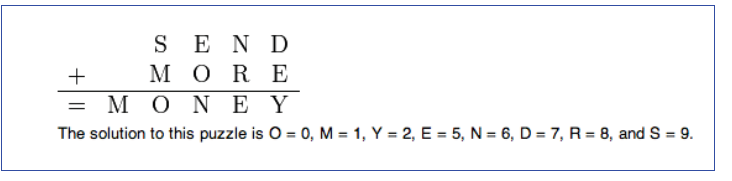 S E N D
+ M O R E
= M O N E Y
The solution to this puzzle is O = 0, M = 1, Y = 2, E = 5, N = 6, D = 7, R = 8, and S = 9.